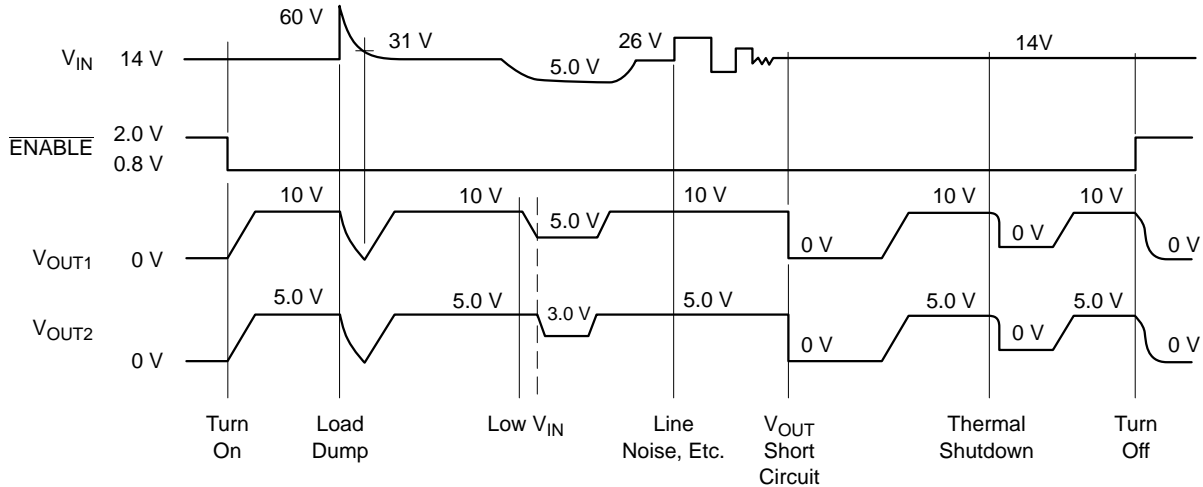 60 V
31 V
26 V
14V
V_IN 14 V
5.0 V
2.0 V
ENABLE
0.8 V
10 V 10 V 10 V 10 V 10 V
5.0 V
0 V 0 V 0 V
V_OUT1 0 V
5.0 V 5.0 V 3.0 V 5.0 V 5.0 V 5.0 V
V_OUT2
0 V 0 V 0 V
0 V
Turn On
Load Dump
Low V_IN
Line Noise, Etc.
V_OUT Short Circuit
Thermal Shutdown
Turn Off